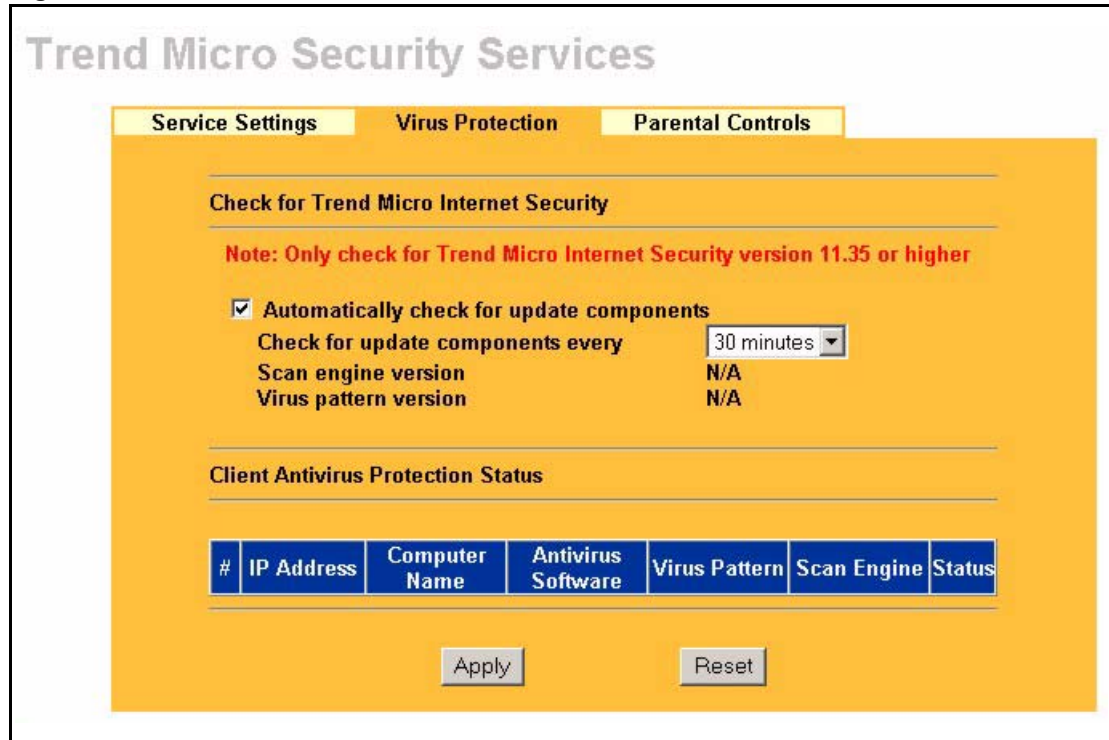 Trend Micro Security Services
Service Settings
Virus Protection
Parental Controls
Check for Trend Micro Internet Security
Note: Only check for Trend Micro Internet Security version 11.35 or higher
Automatically check for update components
Check for update components every 30 minutes
Scan engine version N/A
Virus pattern version N/A
Client Antivirus Protection Status
# IP Address Computer Name Antivirus Software Virus Pattern Scan Engine Status
Apply
Reset